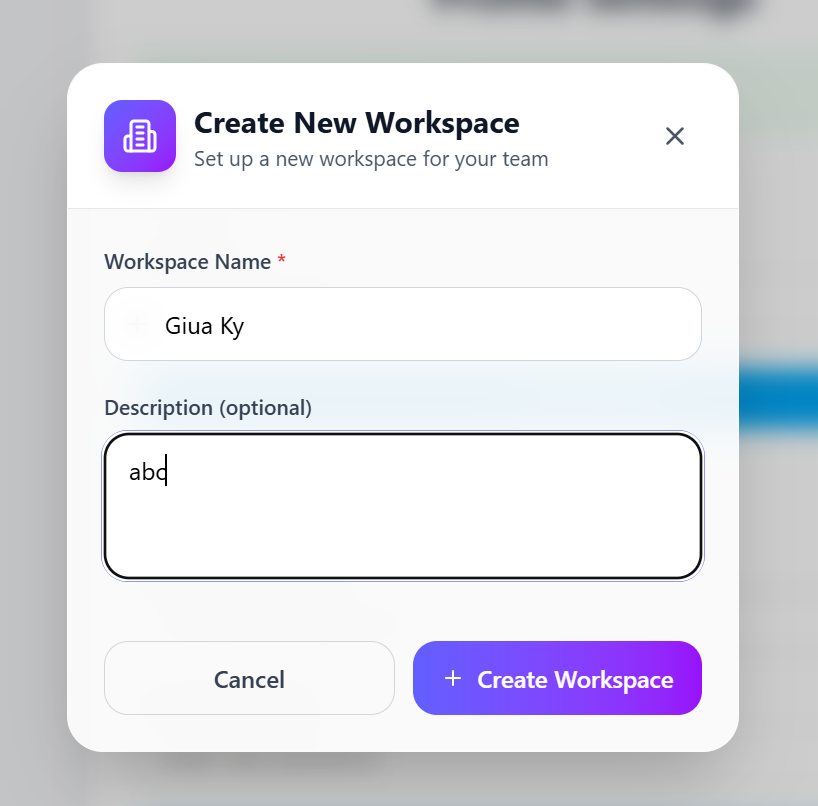 Create New Workspace
Set up a new workspace for your team
Workspace Name *
Giua Ky
Description (optional)
abc
Cancel
+ Create Workspace